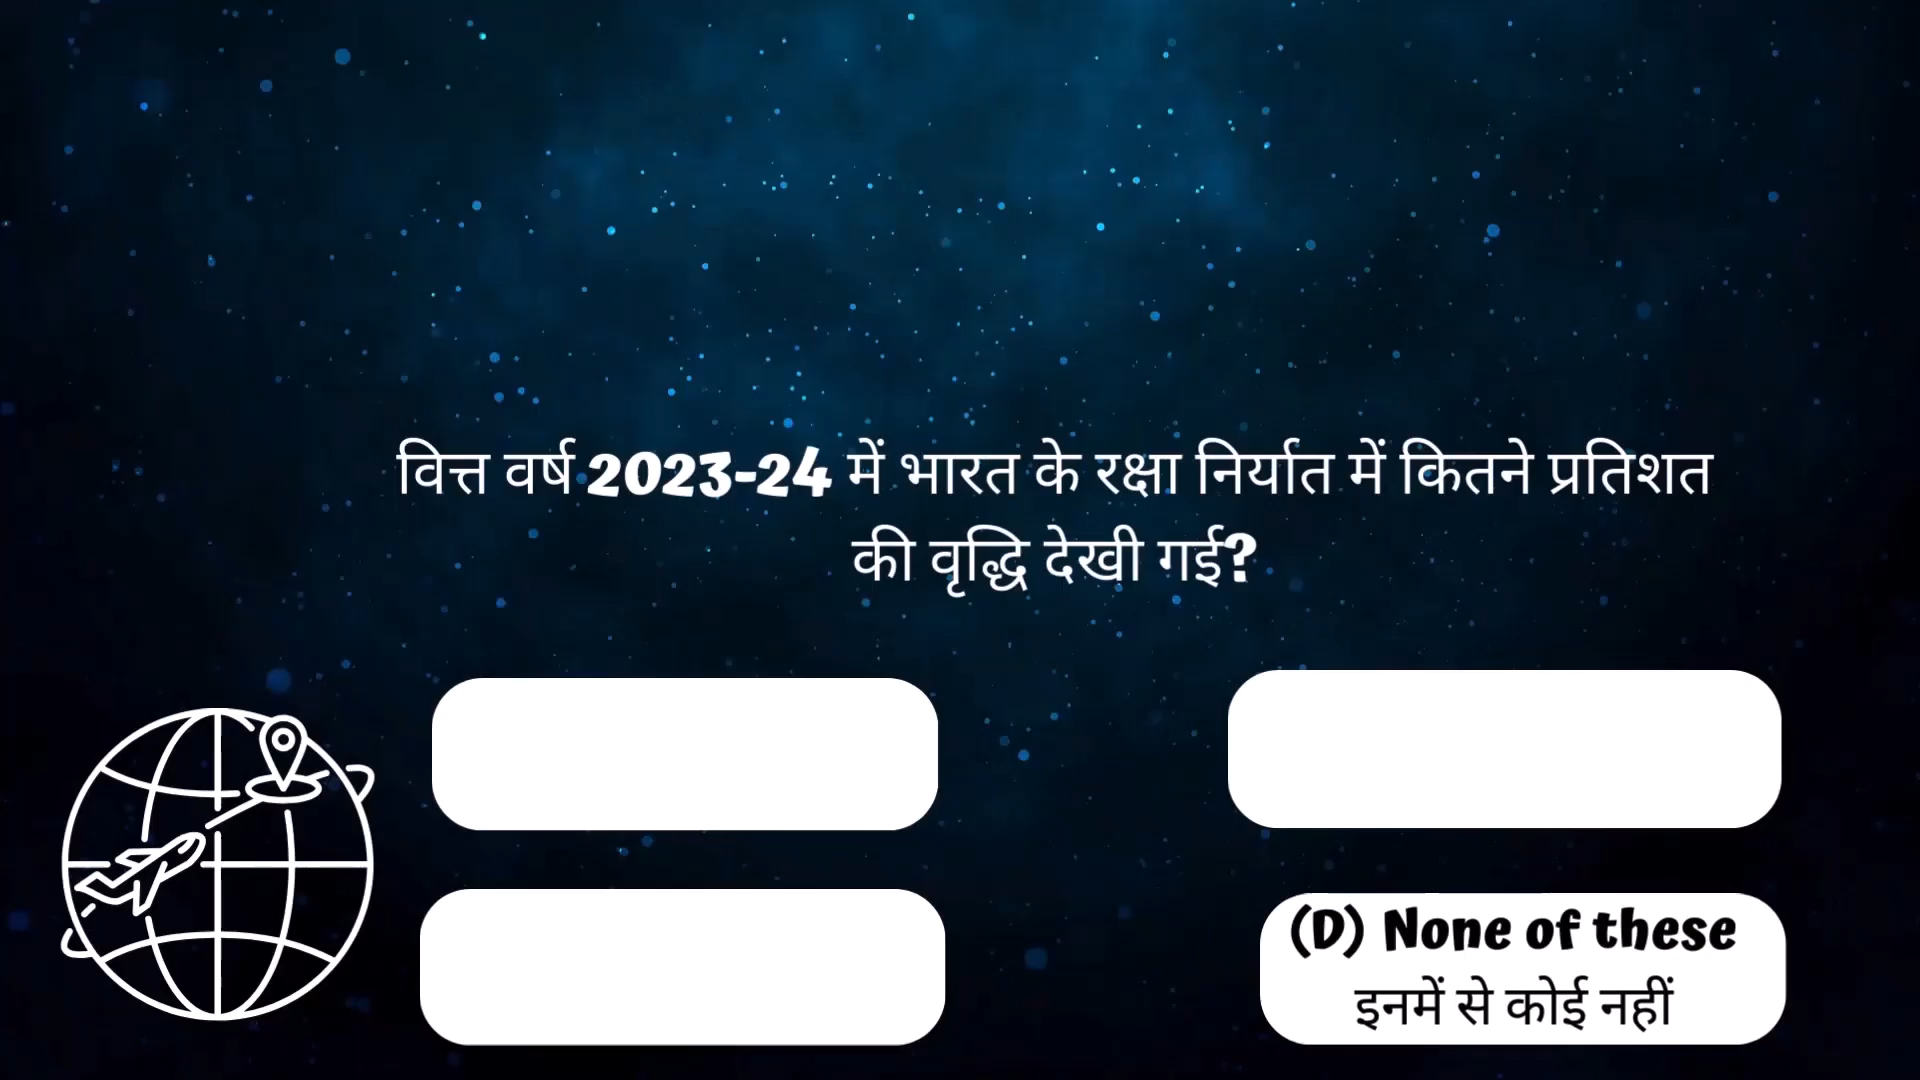 वित्त वर्ष 2023-24 में भारत के रक्षा निर्यात में कितने प्रतिशत
की वृद्धि देखी गई?
(D) None of these
इनमें से कोई नहीं